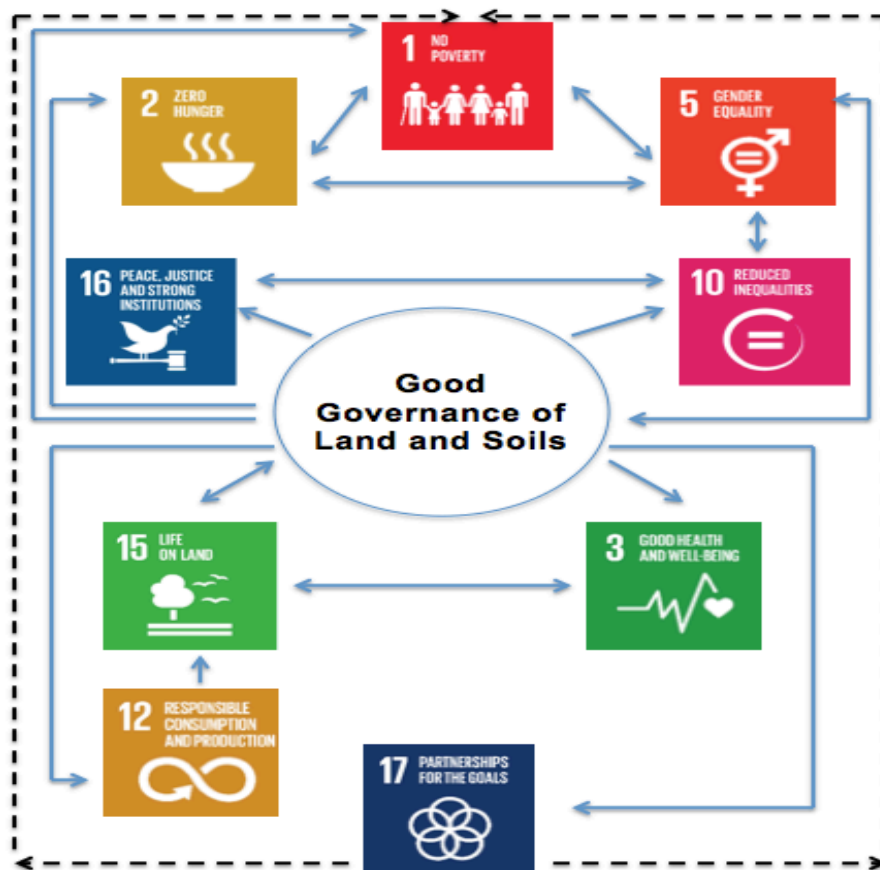 1 NO
POVERTY
2 ZERO
HUNGER
5 GENDER
EQUALITY
16 PEACE, JUSTICE
AND STRONG
INSTITUTIONS
10 REDUCED
INEQUALITIES
Good
Governance of
Land and Soils
15 LIFE
ON LAND
3 GOOD HEALTH
AND WELL-BEING
12 RESPONSIBLE
CONSUMPTION
AND PRODUCTION
17 PARTNERSHIPS
FOR THE GOALS